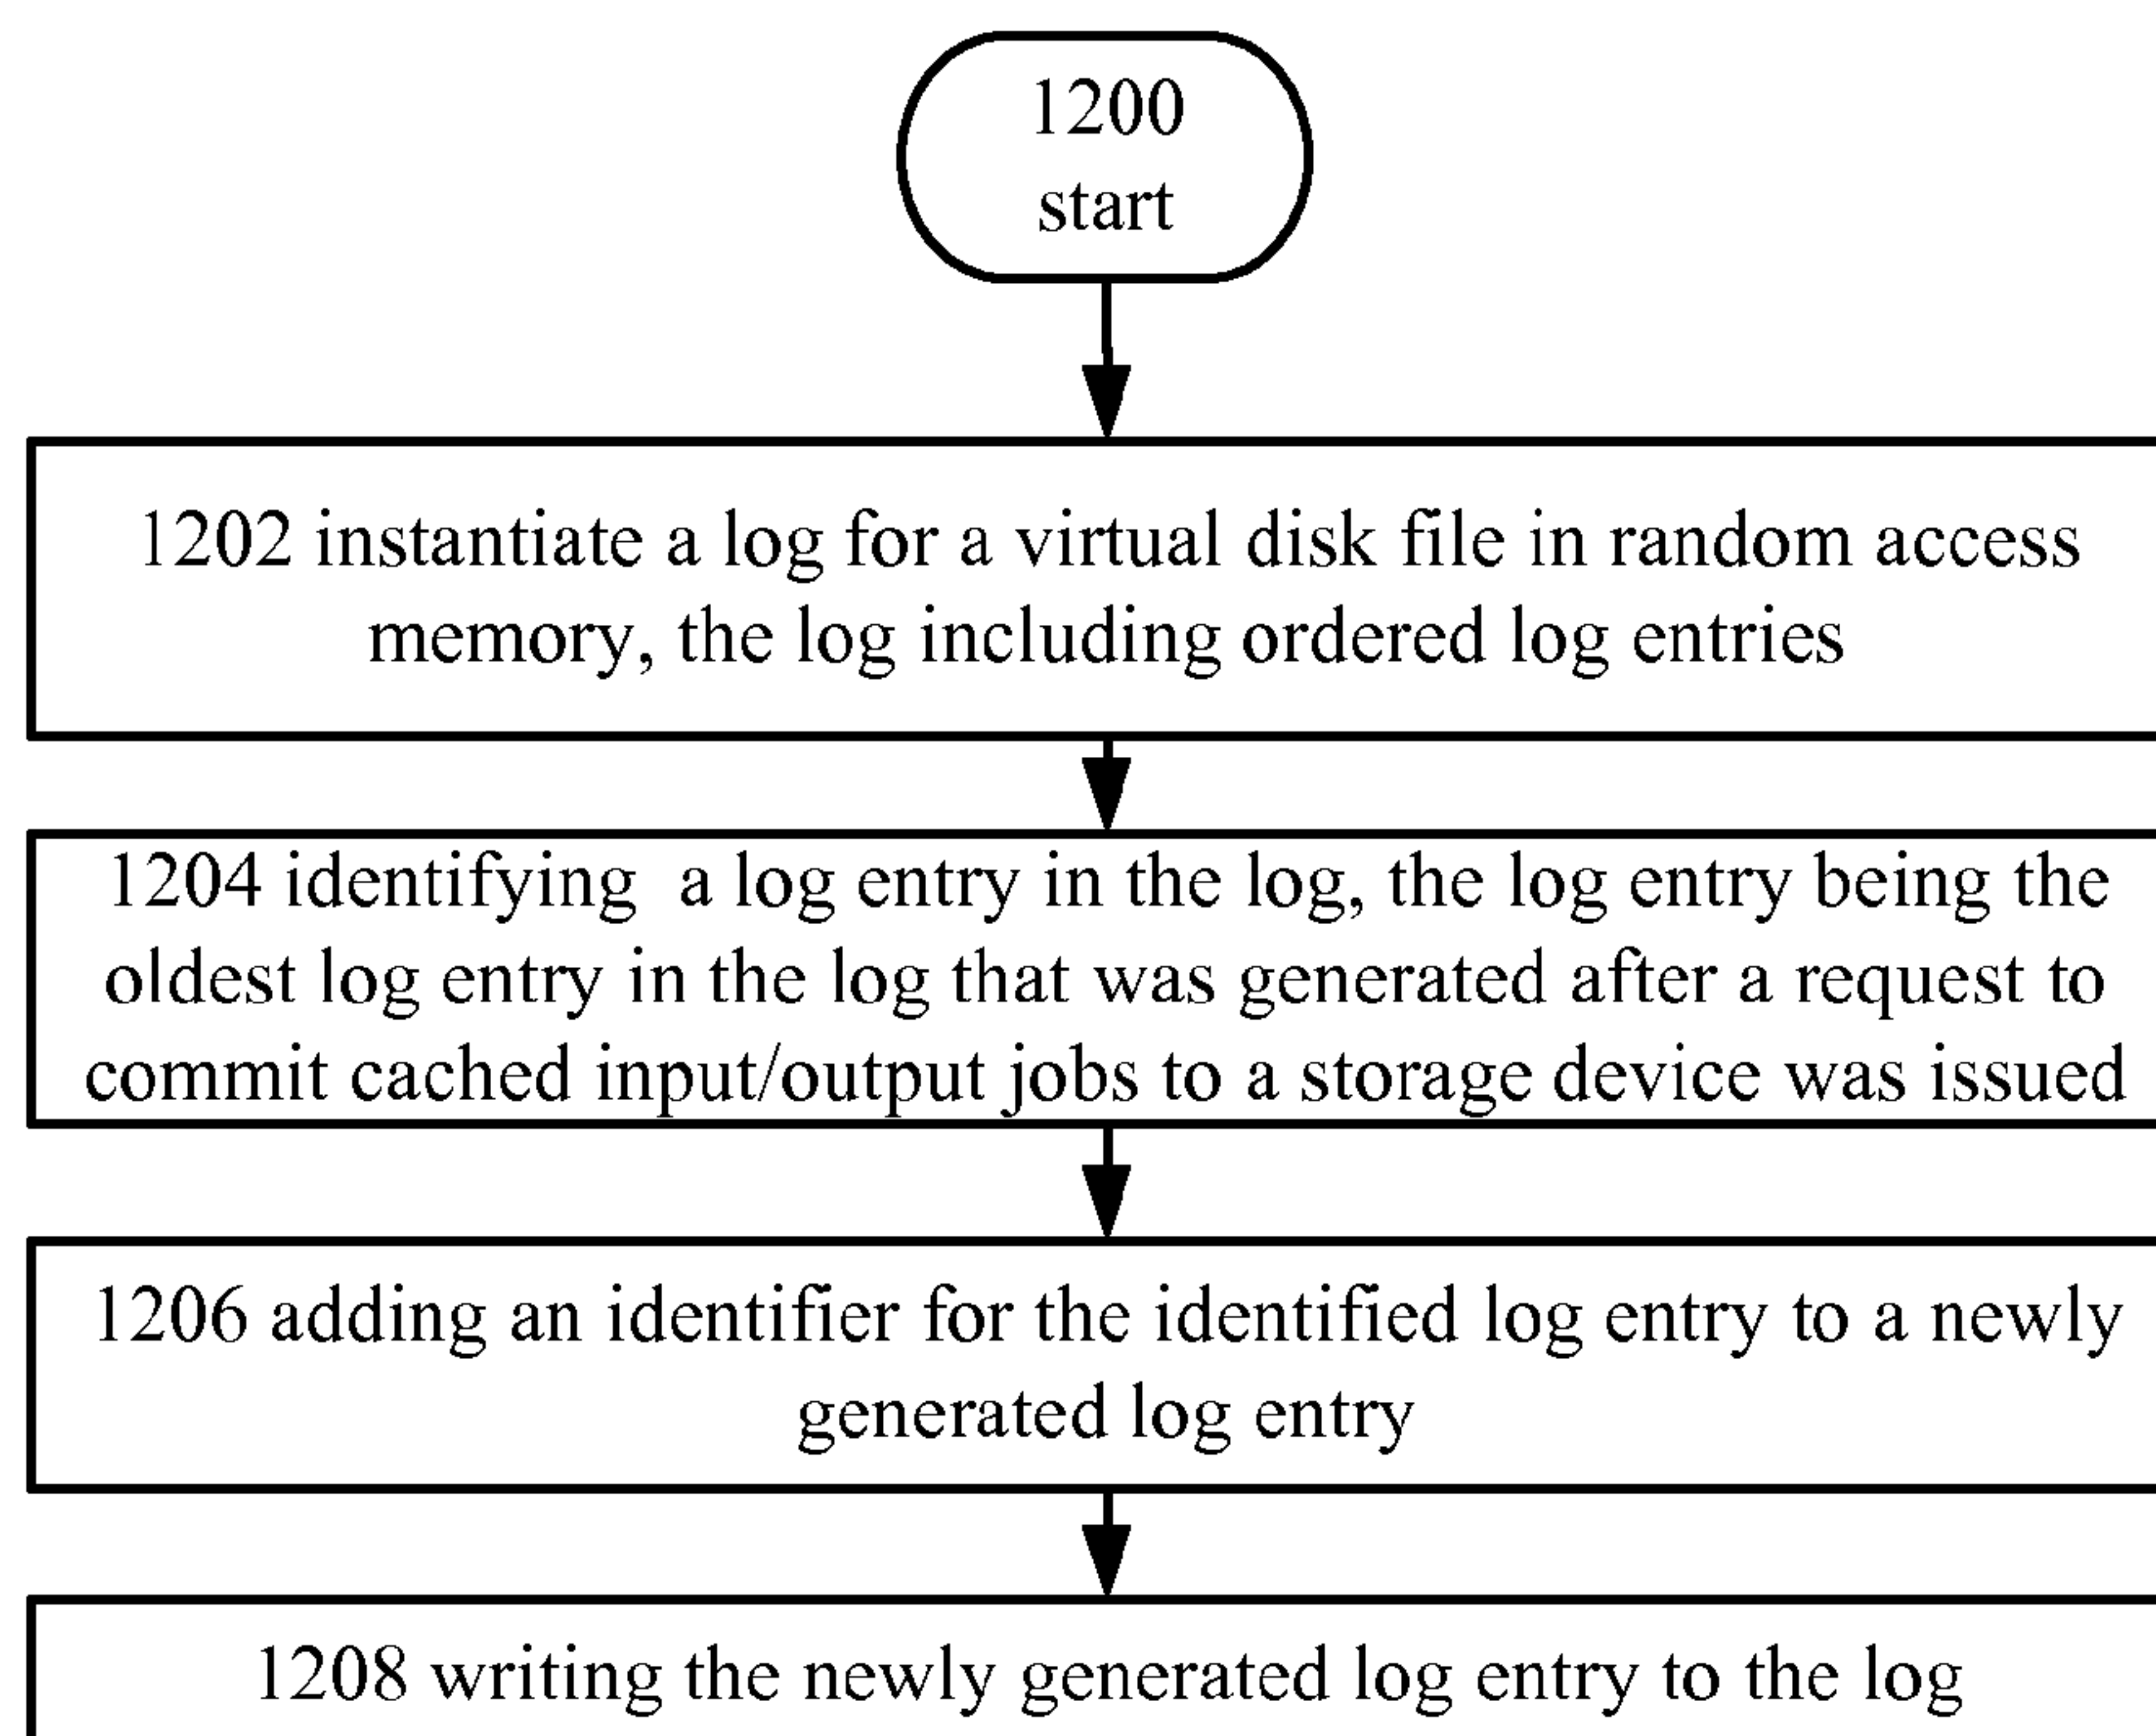 1200
start
1202 instantiate a log for a virtual disk file in random access
memory, the log including ordered log entries
1204 identifying a log entry in the log, the log entry being the
oldest log entry in the log that was generated after a request to
commit cached input/output jobs to a storage device was issued
1206 adding an identifier for the identified log entry to a newly
generated log entry
1208 writing the newly generated log entry to the log